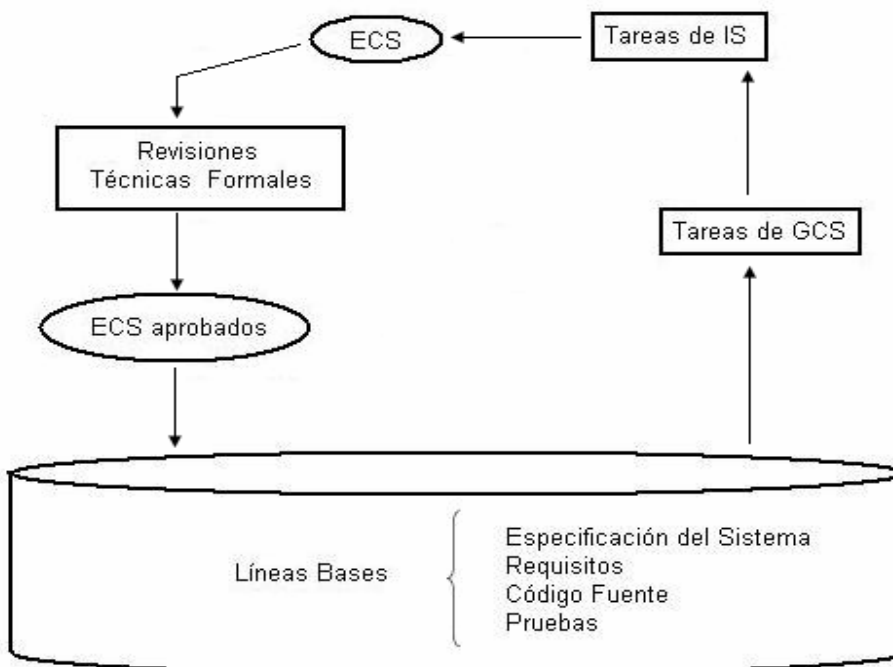 ECS
Tareas de IS
Revisiones
Técnicas Formales
Tareas de GCS
ECS aprobados
Líneas Bases
Especificación del Sistema
Requisitos
Código Fuente
Pruebas